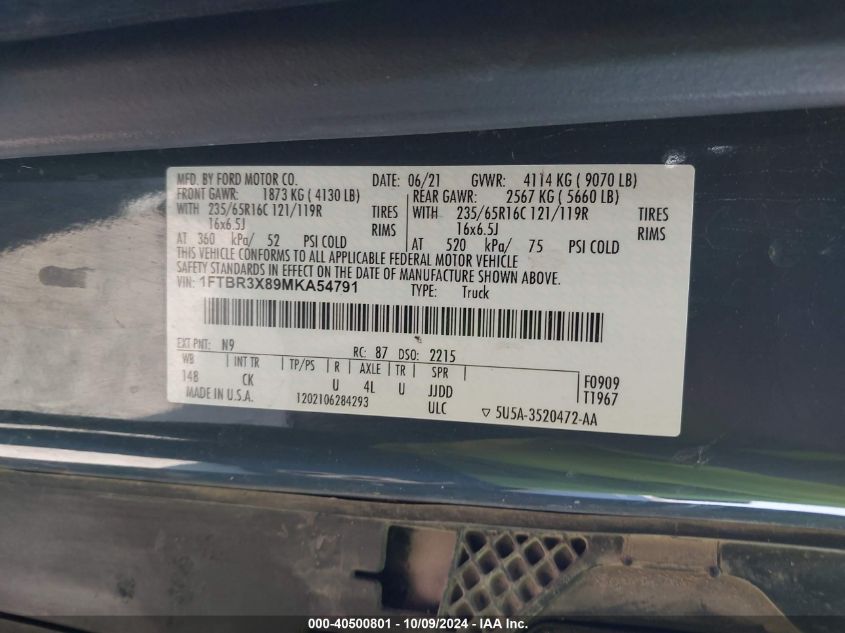 MFD. BY FORD MOTOR CO. DATE: 06/21 GVWR: 4114 KG ( 9070 LB)
FRONT GAWR: 1873 KG ( 4130 LB) REAR GAWR: 2567 KG ( 5660 LB)
WITH 235/65R16C 121/119R TIRES WITH 235/65R16C 121/119R TIRES
16x6.5J RIMS 16x6.5J RIMS
AT 360 kPa/ 52 PSI COLD AT 520 kPa/ 75 PSI COLD
THIS VEHICLE CONFORMS TO ALL APPLICABLE FEDERAL MOTOR VEHICLE
SAFETY STANDARDS IN EFFECT ON THE DATE OF MANUFACTURE SHOWN ABOVE.
VIN: 1FTBR3X89MKA54791 TYPE: Truck
EXT PNT: N9 RC: 87 DSO: 2215
WB INT TR TP/PS R AXLE TR SPR F0909
148 CK U 4L U JJDD T1967
MADE IN U.S.A. 1202106284293 ULC ▽ 5U5A-3520472-AA
000-40500801 - 10/09/2024 - IAA Inc.